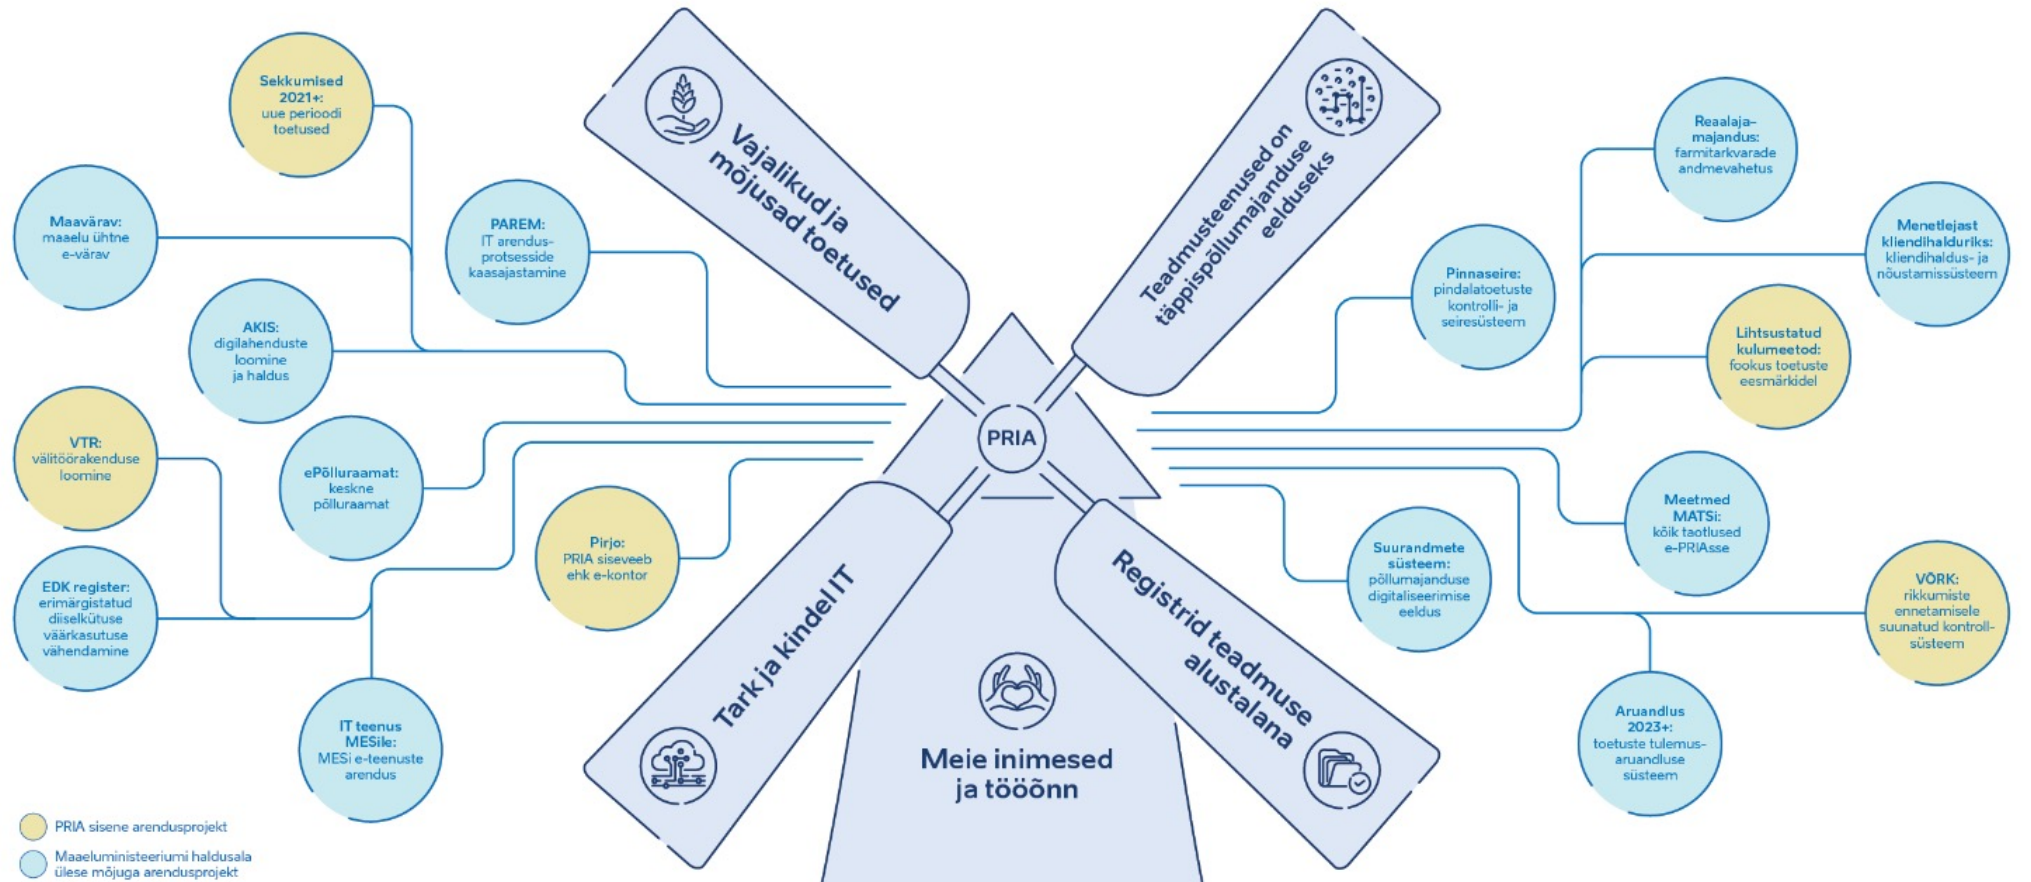 Sekkumised
2021+:
uue perioodi
toetused
Maavärav:
maaelu ühtne
e-värav
PAREM:
IT arendus-
protsesside
kaasajastamine
AKIS:
digilahenduste
loomine
ja haldus
VTR:
välitöörakenduse
loomine
ePõlluraamat:
keskne
põlluraamat
EDK register:
erimärgistatud
diiselkütuse
väärkasutuse
vähendamine
Pirjo:
PRIA siseveeb
ehk e-kontor
IT teenus
MESile:
MESi e-teenuste
arendus
Vajalikud ja
mõjusad toetused
Teadmusteenused on
täppispõllumajanduse
eelduseks
PRIA
Tark ja kindel IT
Registrid teadmuse
alustalana
Meie inimesed
ja tööõnn
Reaalaja-
majandus:
farmitarkvarade
andmevahetus
Menetlejast
kliendihalduriks:
kliendihaldus- ja
nõustamissüsteem
Pinnaseire:
pindalatoetuste
kontrolli- ja
seiresüsteem
Lihtsustatud
kulumeetod:
fookus toetuste
eesmärkidel
Meetmed
MATSi:
kõik taotlused
e-PRIAsse
Suurandmete
süsteem:
põllumajanduse
digitaliseerimise
eeldus
VÕRK:
rikkumiste
ennetamisele
suunatud kontroll-
süsteem
Aruandlus
2023+:
toetuste tulemus-
aruandluse
süsteem
PRIA sisene arendusprojekt
Maaeluministeeriumi haldusala
ülese mõjuga arendusprojekt